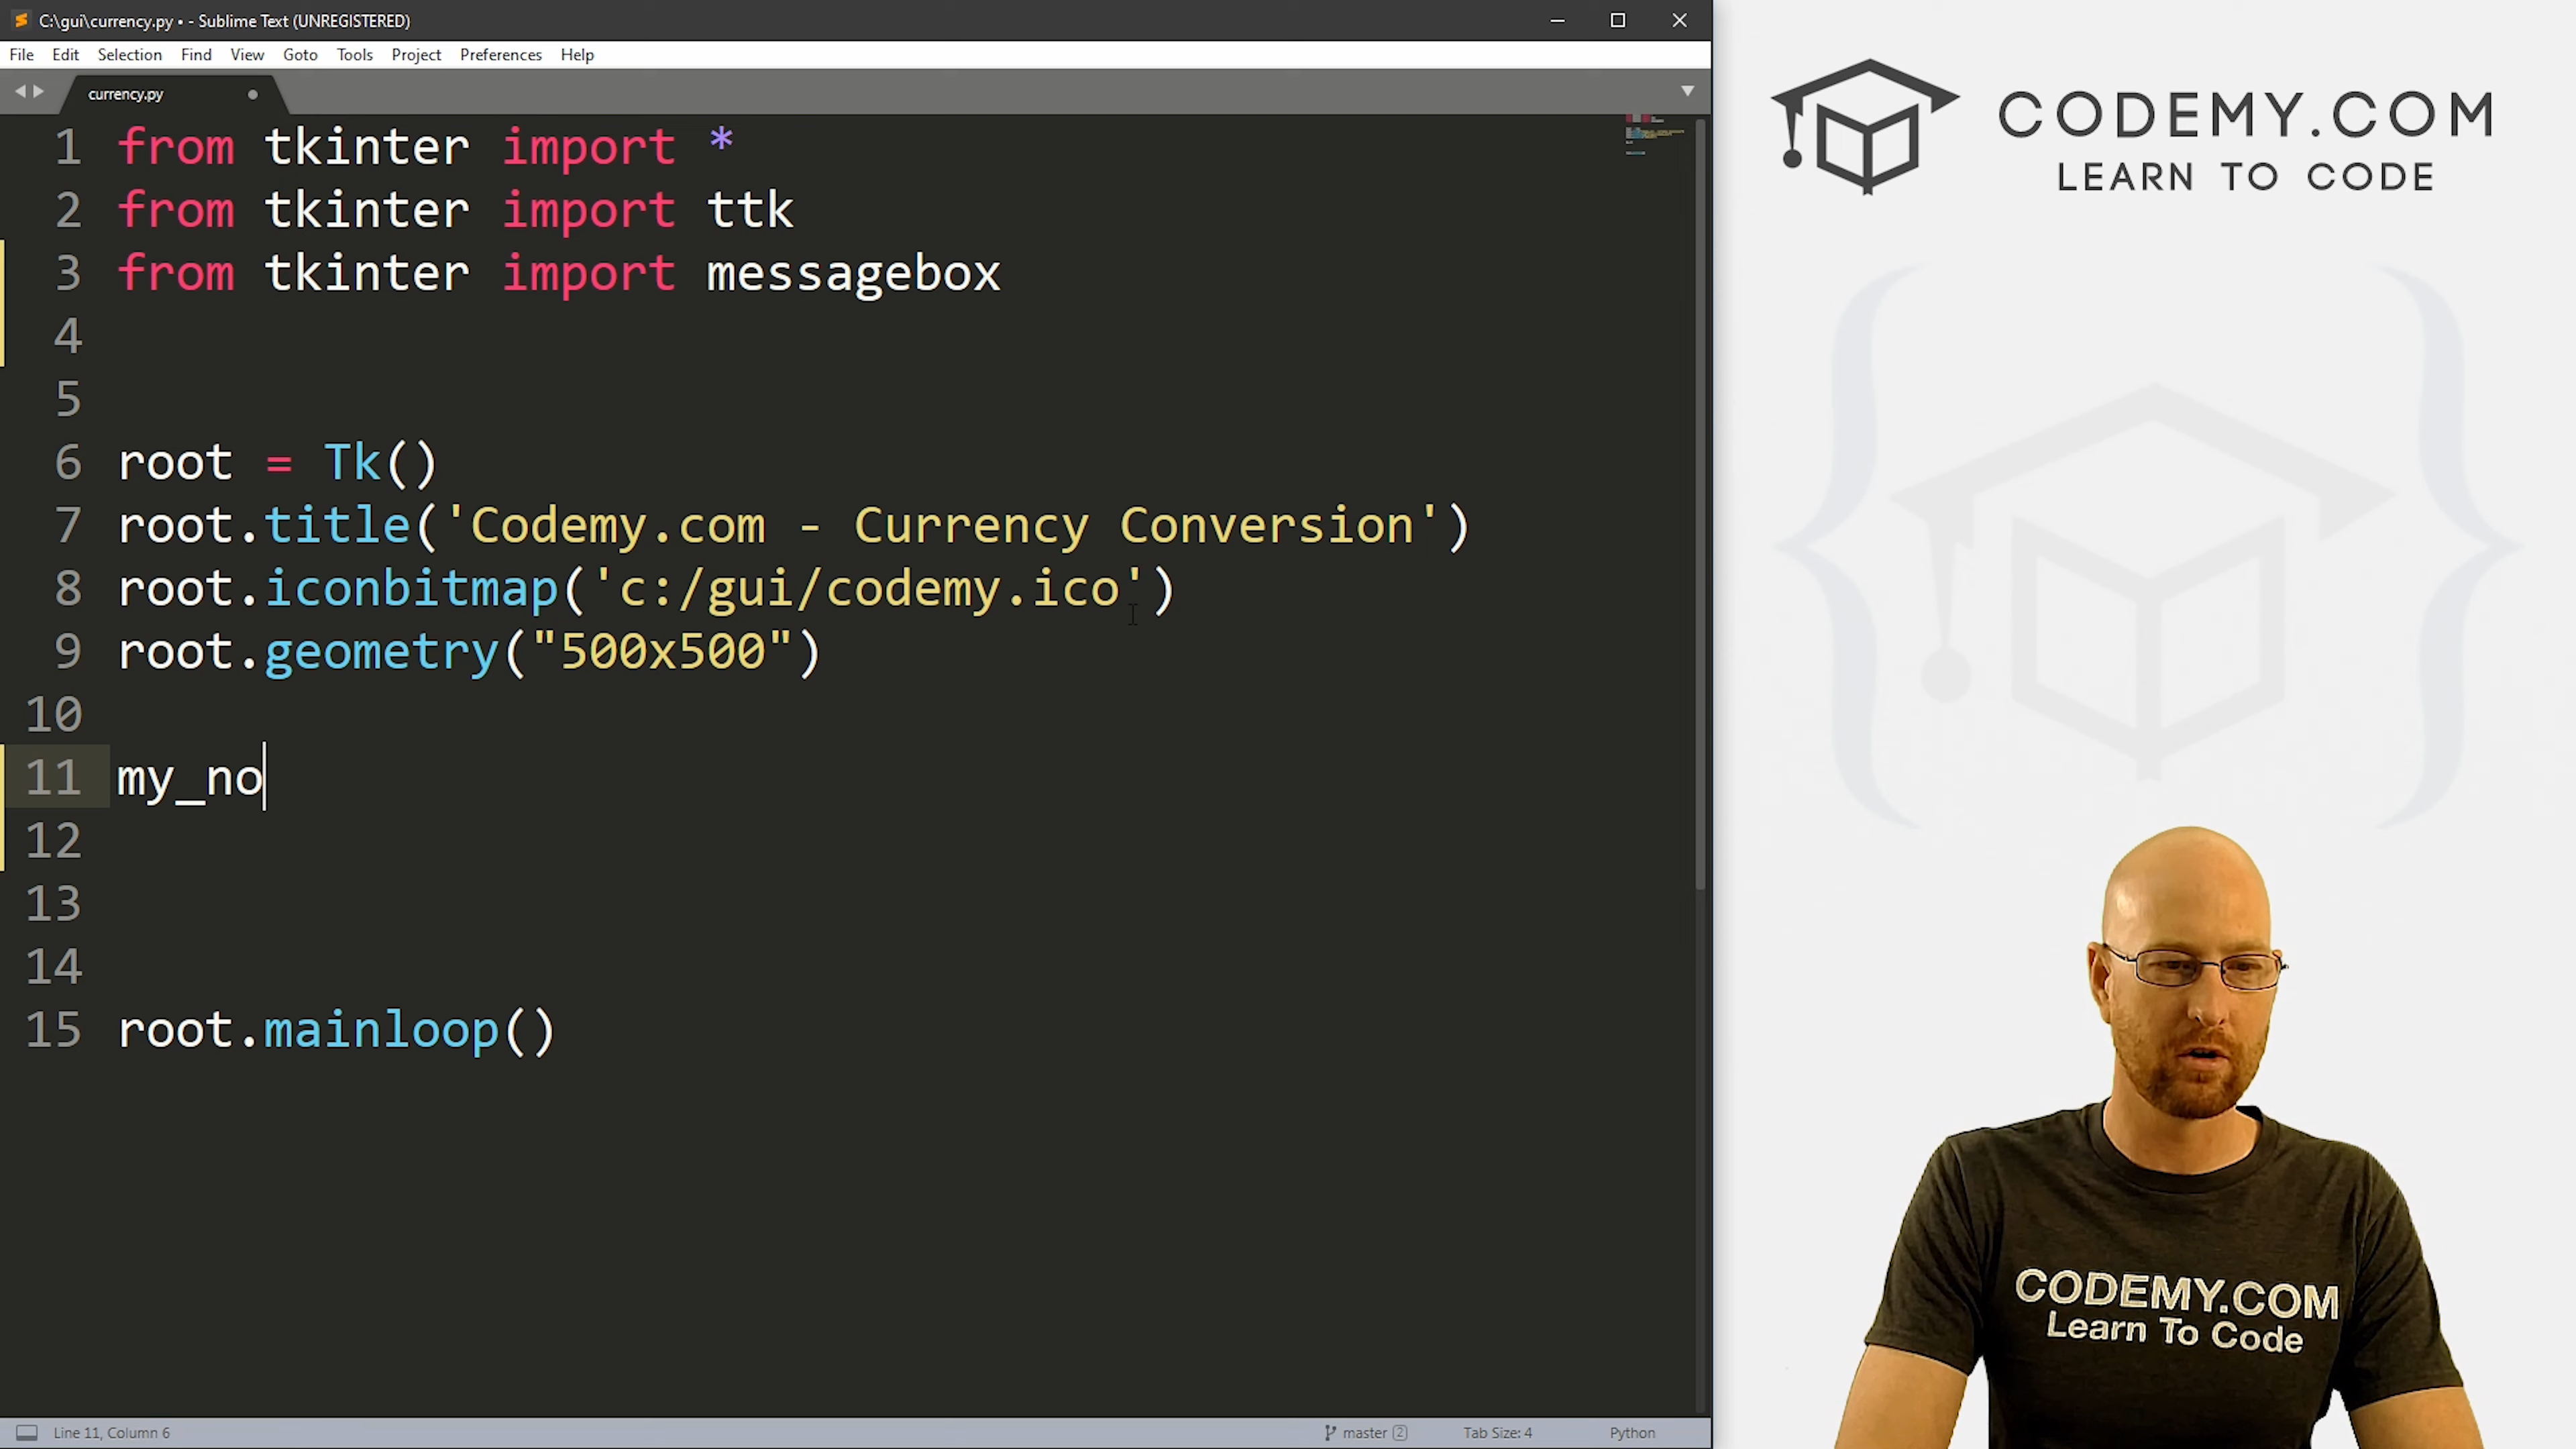 C:\gui\currency.py • - Sublime Text (UNREGISTERED)
File Edit Selection Find View Goto Tools Project Preferences Help
currency.py
1 from tkinter import *
2 from tkinter import ttk
3 from tkinter import messagebox
4
5
6 root = Tk()
7 root.title('Codemy.com - Currency Conversion')
8 root.iconbitmap('c:/gui/codemy.ico')
9 root.geometry("500x500")
10
11 my_no
12
13
14
15 root.mainloop()
Line 11, Column 6 master 2 Tab Size: 4 Python
CODEMY.COM
LEARN TO CODE
CODEMY.COM
Learn To Code